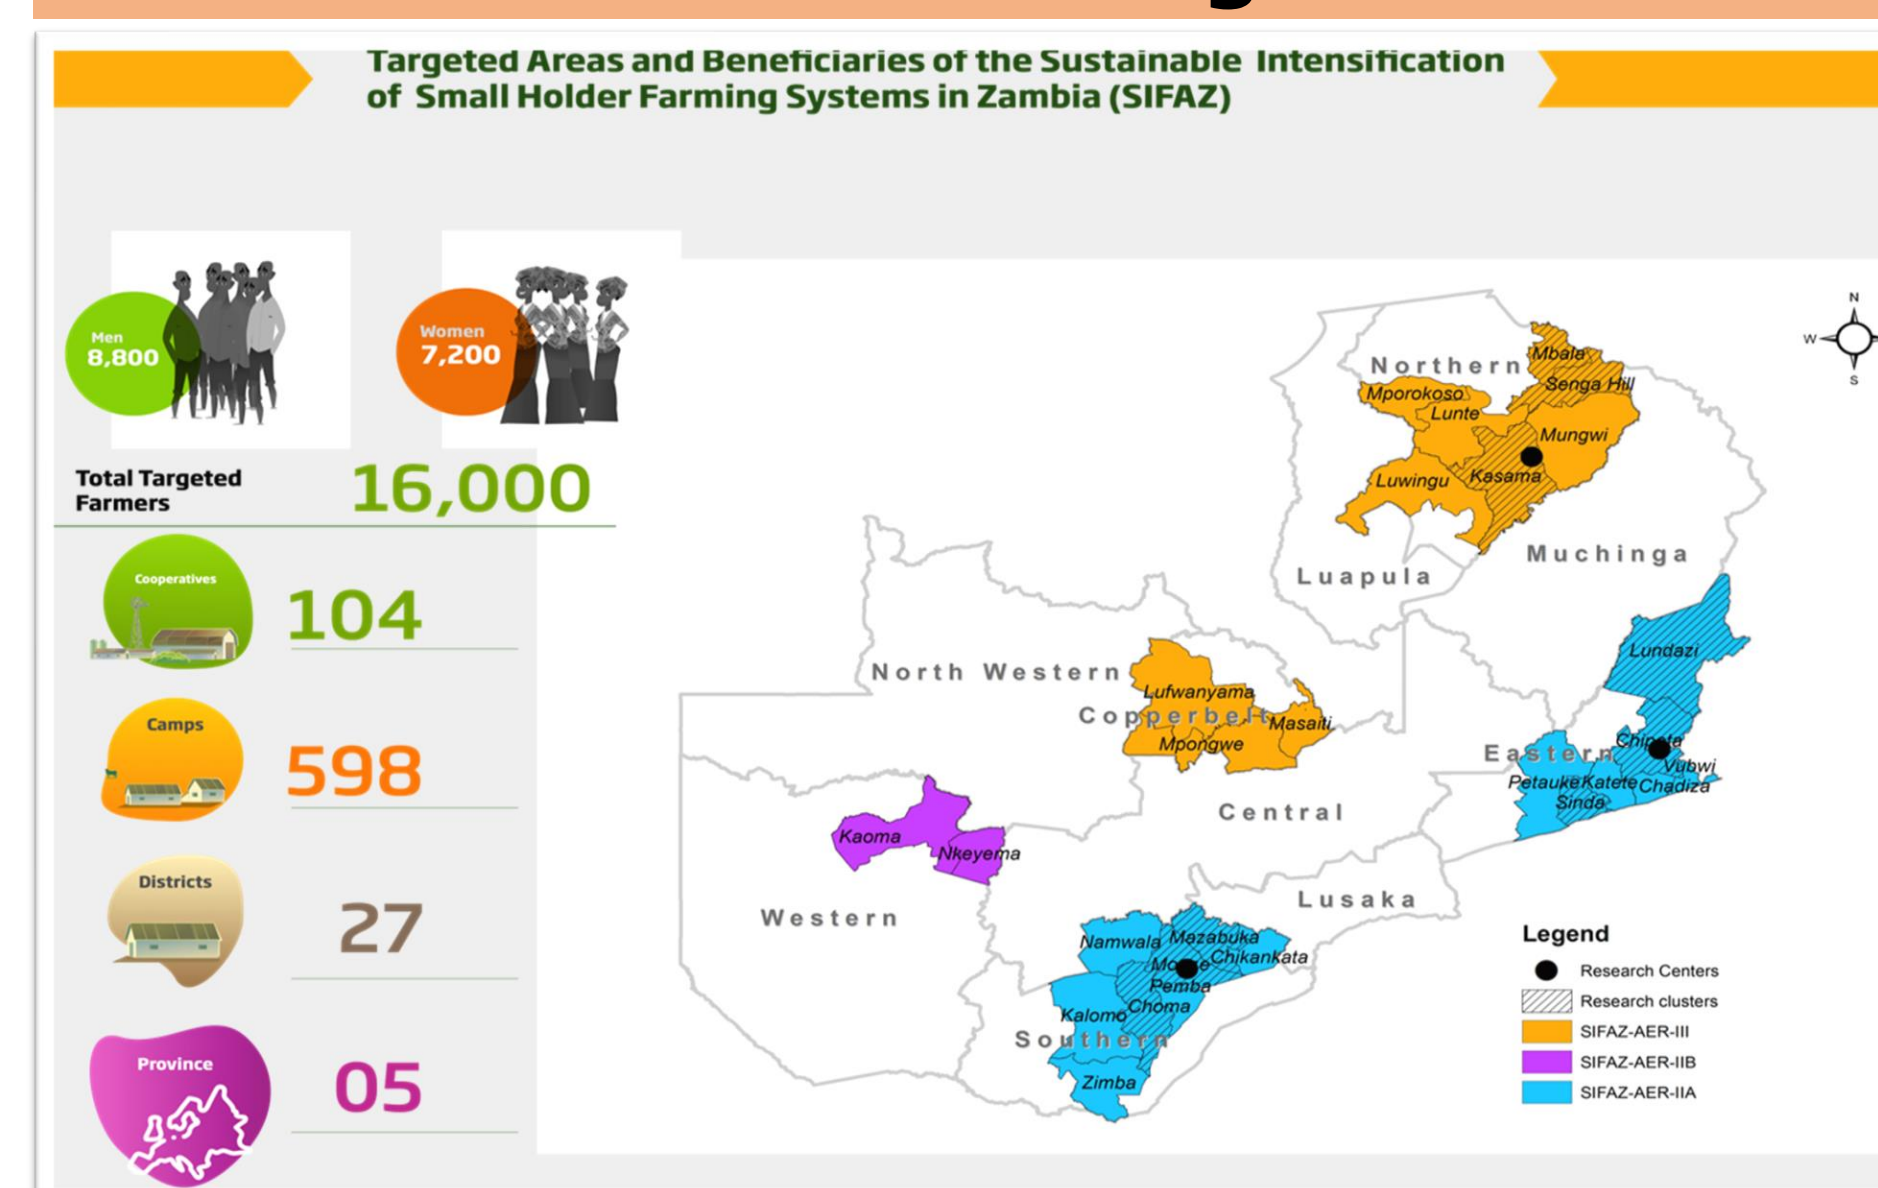 Targeted Areas and Beneficiaries of the Sustainable Intensification
of Small Holder Farming Systems in Zambia (SIFAZ)
Men
8,800
Women
7,200
Total Targeted
Farmers
16,000
Cooperatives
104
Camps
598
Districts
27
Province
05
N
W
S
Northern
Mbala
Senga Hill
Mporokoso
Lunte
Mungwi
Luwingu
Kasama
Muchinga
Luapula
Lundazi
North Western
Lufwanyama
Copperbelt
Masaiti
Mpongwe
Eastern
Chipata
Vubwi
Petauke
Katete
Chadiza
Sinda
Central
Kaoma
Nkeyema
Western
Lusaka
Namwala
Mazabuka
Chikankata
Pemba
Choma
Kalomo
Southern
Zimba
Legend
Research Centers
Research clusters
SIFAZ-AER-III
SIFAZ-AER-IIB
SIFAZ-AER-IIA